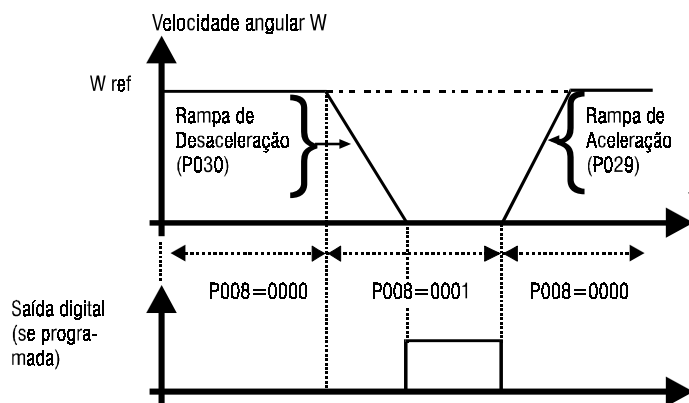 Velocidade angular W
W ref
Rampa de
Desaceleração
(P030)
Rampa de
Aceleração
(P029)
P008=0000
P008=0001
P008=0000
Saída digital
(se progra-
mada)